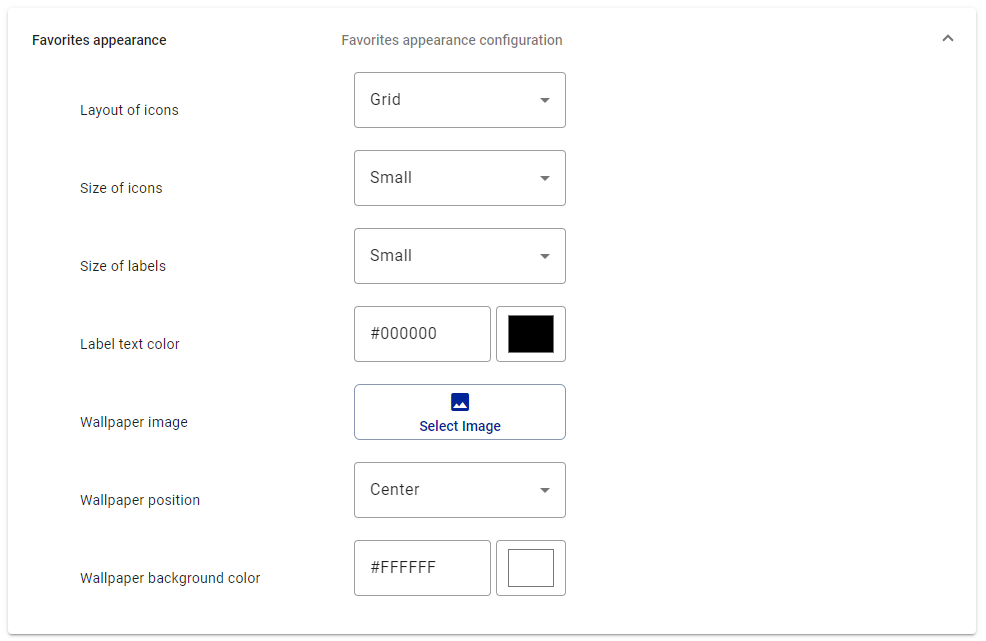 Favorites appearance
Favorites appearance configuration
Layout of icons
Grid
Size of icons
Small
Size of labels
Small
Label text color
#000000
Wallpaper image
Select Image
Wallpaper position
Center
Wallpaper background color
#FFFFFF